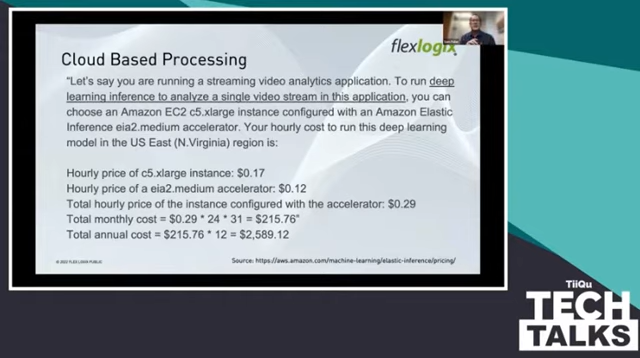 flexlogix
Cloud Based Processing
"Let's say you are running a streaming video analytics application. To run deep
learning inference to analyze a single video stream in this application, you can
choose an Amazon EC2 c5.xlarge instance configured with an Amazon Elastic
Inference eia2.medium accelerator. Your hourly cost to run this deep learning
model in the US East (N.Virginia) region is:
Hourly price of c5.xlarge instance: $0.17
Hourly price of a eia2.medium accelerator: $0.12
Total hourly price of the instance configured with the accelerator: $0.29
Total monthly cost = $0.29 * 24 * 31 = $215.76"
Total annual cost = $215.76 * 12 = $2,589.12
Source: https://aws.amazon.com/machine-learning/elastic-inference/pricing/
TiiQu
TECH
TALKS